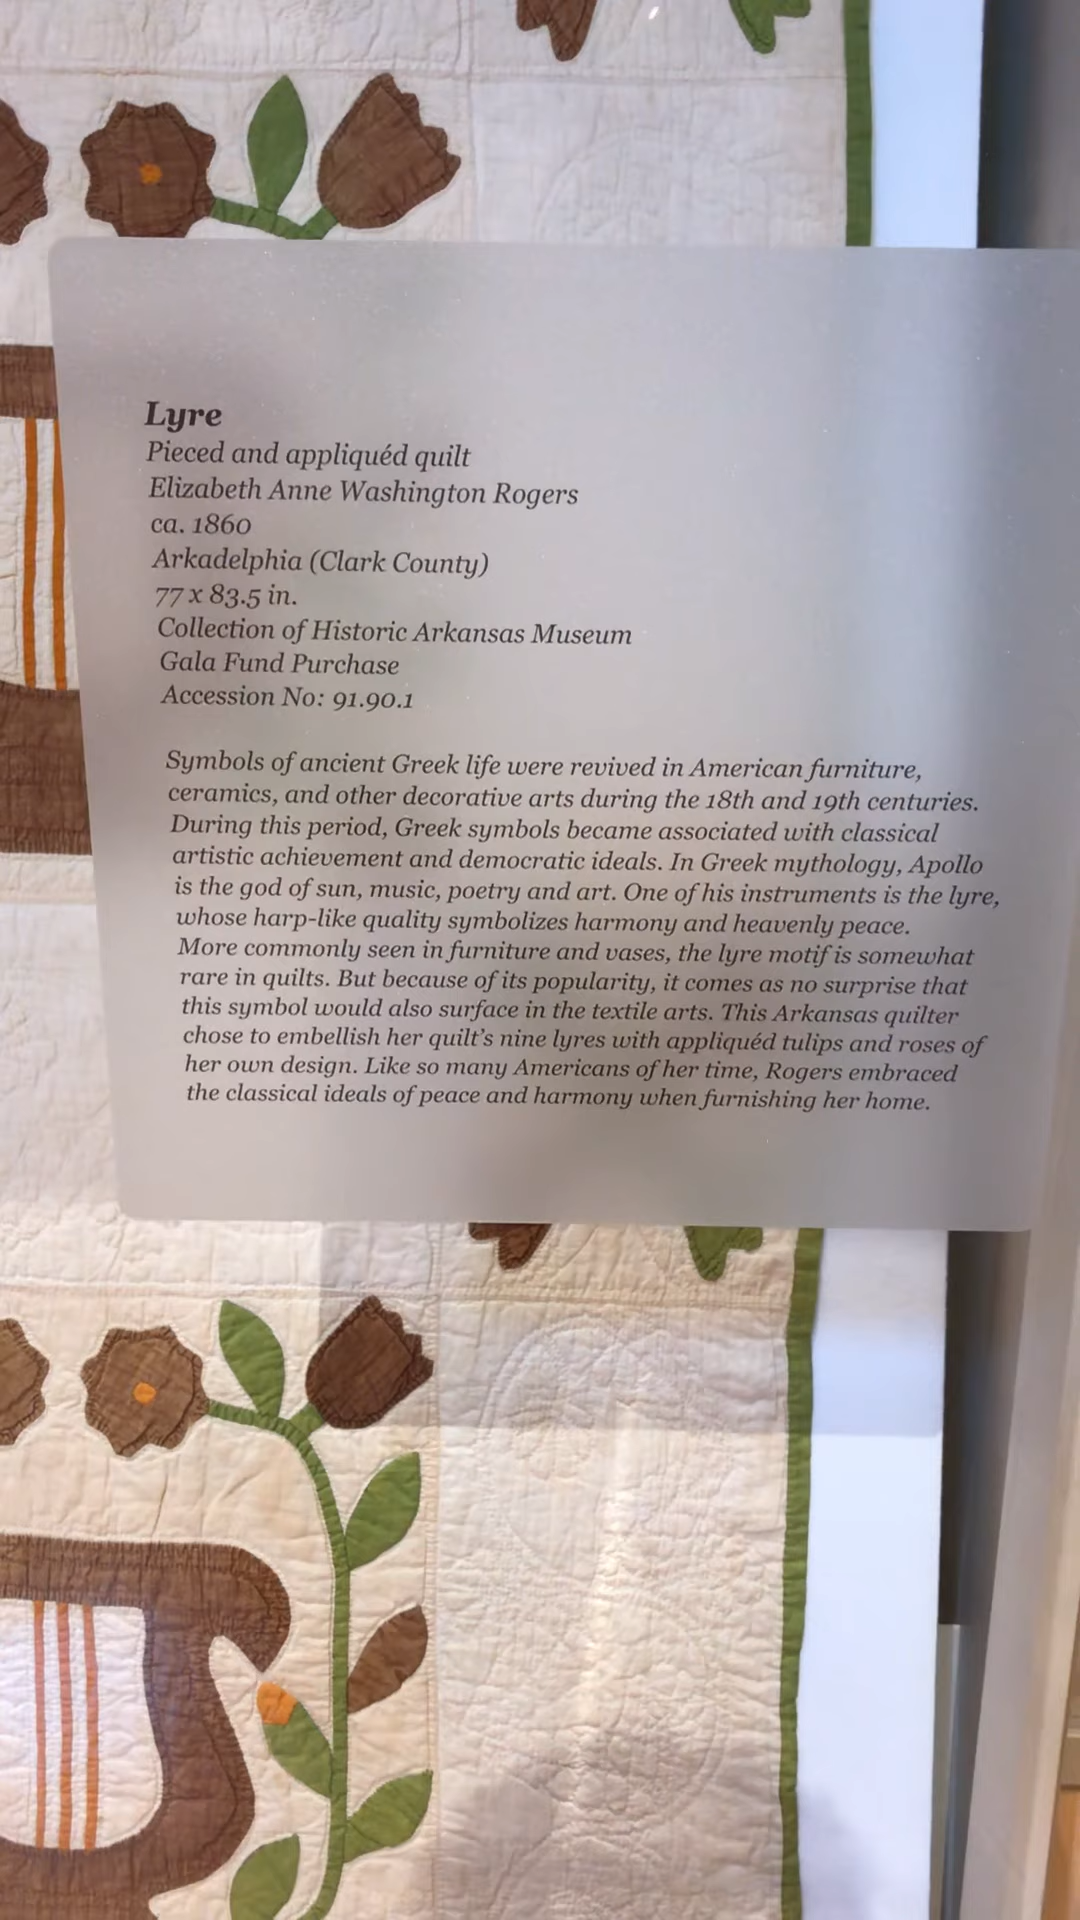 Lyre
Pieced and appliquéd quilt
Elizabeth Anne Washington Rogers
ca. 1860
Arkadelphia (Clark County)
77 x 83.5 in.
Collection of Historic Arkansas Museum
Gala Fund Purchase
Accession No: 91.90.1
Symbols of ancient Greek life were revived in American furniture,
ceramics, and other decorative arts during the 18th and 19th centuries.
During this period, Greek symbols became associated with classical
artistic achievement and democratic ideals. In Greek mythology, Apollo
is the god of sun, music, poetry and art. One of his instruments is the lyre,
whose harp-like quality symbolizes harmony and heavenly peace.
More commonly seen in furniture and vases, the lyre motif is somewhat
rare in quilts. But because of its popularity, it comes as no surprise that
this symbol would also surface in the textile arts. This Arkansas quilter
chose to embellish her quilt's nine lyres with appliquéd tulips and roses of
her own design. Like so many Americans of her time, Rogers embraced
the classical ideals of peace and harmony when furnishing her home.